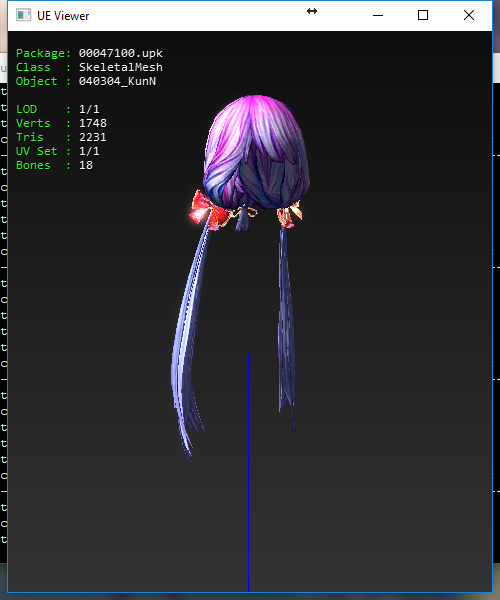 UE Viewer
Package: 00047100.upk
Class : SkeletalMesh
Object : 040304_KunN
LOD : 1/1
Verts : 1748
Tris : 2231
UV Set : 1/1
Bones : 18